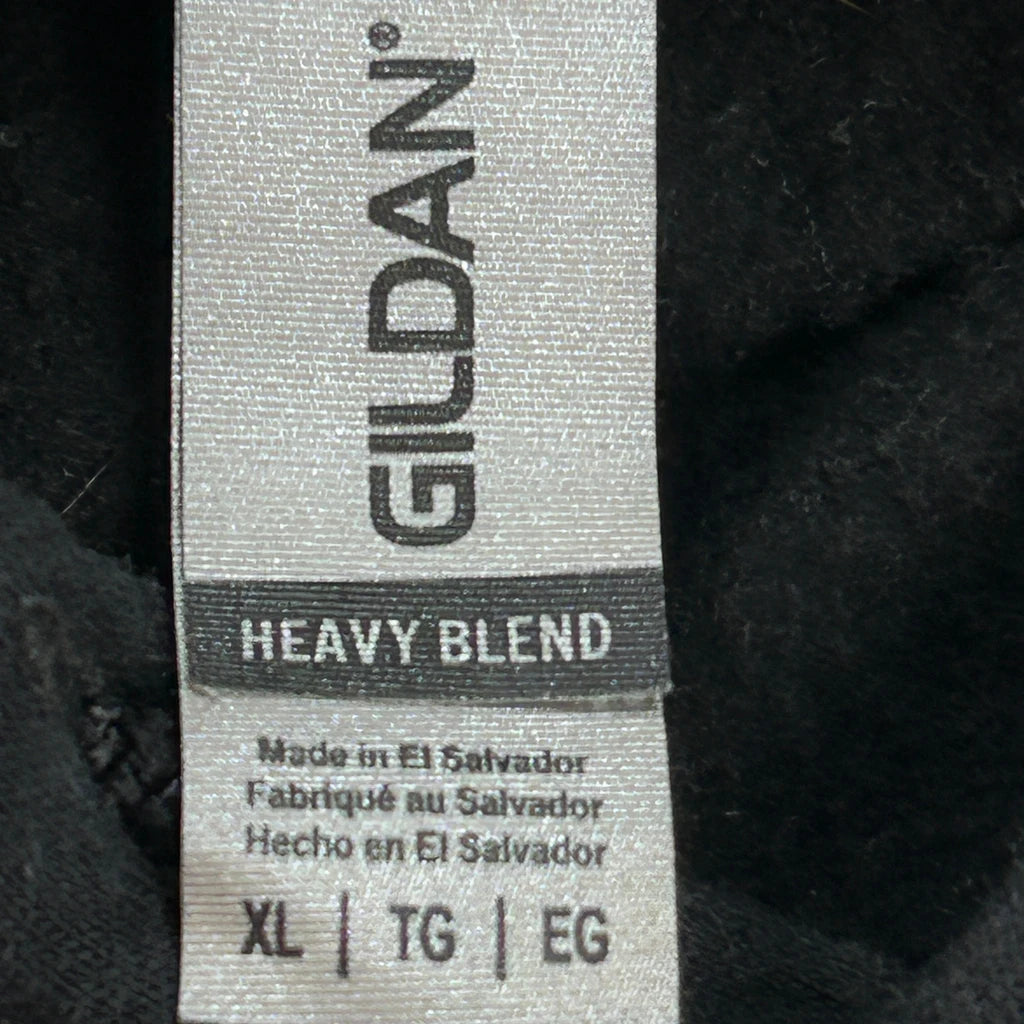 GILDAN®
HEAVY BLEND
Made in El Salvador
Fabriqué au Salvador
Hecho en El Salvador
XL | TG | EG